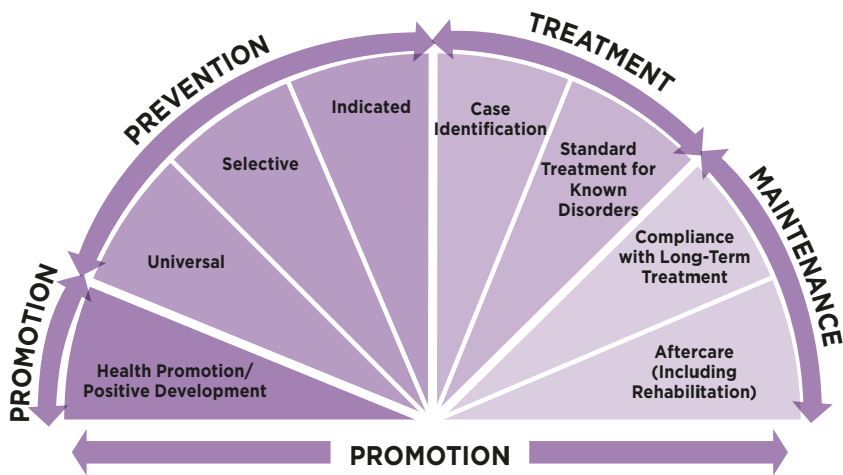 PROMOTION
PREVENTION
TREATMENT
MAINTENANCE
Health Promotion/
Positive Development
Universal
Selective
Indicated
Case
Identification
Standard
Treatment for
Known
Disorders
Compliance
with Long-Term
Treatment
Aftercare
(Including
Rehabilitation)
PROMOTION